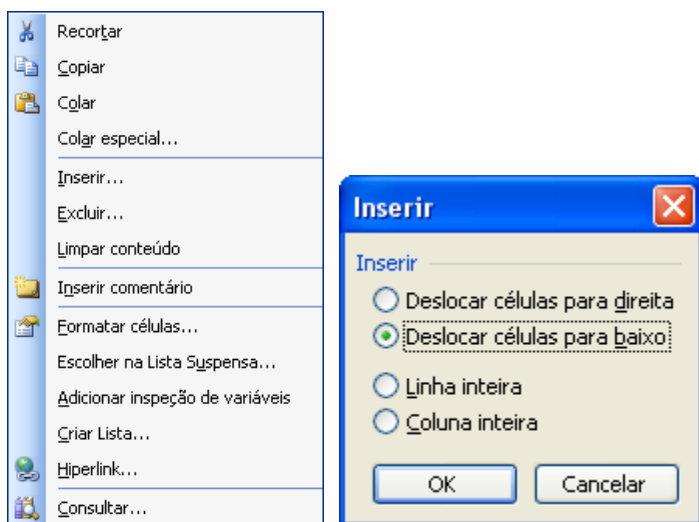 Recortar
Copiar
Colar
Colar especial...
Inserir...
Excluir...
Limpar conteúdo
Inserir comentário
Formatar células...
Escolher na Lista Suspensa...
Adicionar inspeção de variáveis
Criar Lista...
Hiperlink...
Consultar...
Inserir
Inserir
Deslocar células para direita
Deslocar células para baixo
Linha inteira
Coluna inteira
OK
Cancelar